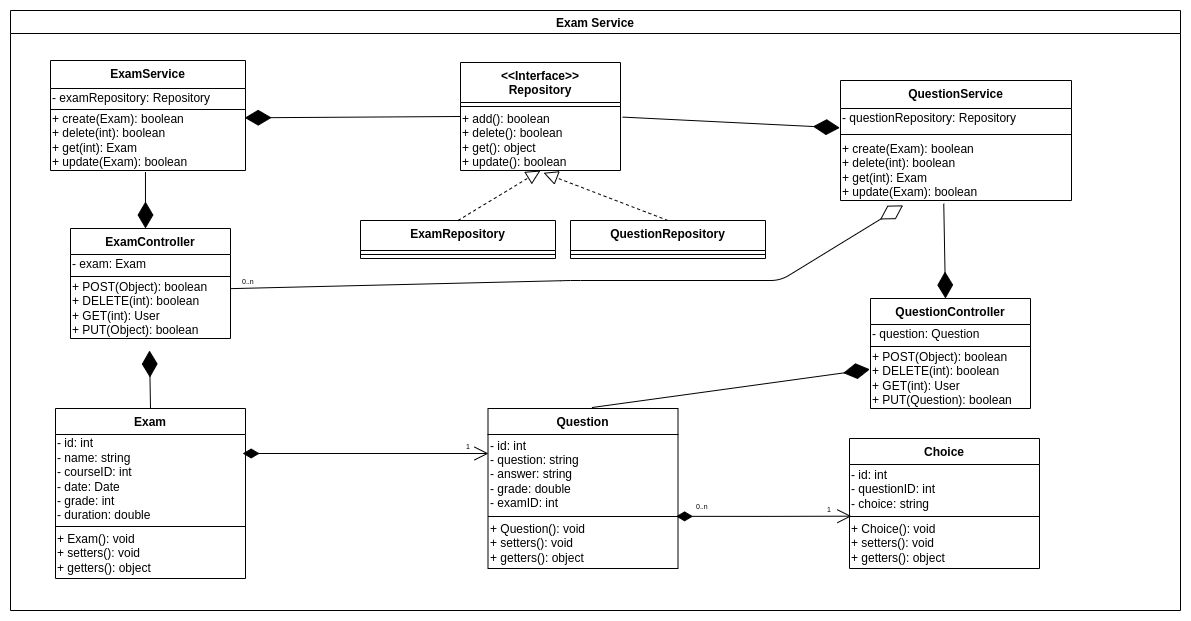 Exam Service
ExamService
- examRepository: Repository
+ create(Exam): boolean
+ delete(int): boolean
+ get(int): Exam
+ update(Exam): boolean
<<Interface>>
Repository
+ add(): boolean
+ delete(): boolean
+ get(): object
+ update(): boolean
QuestionService
- questionRepository: Repository
+ create(Exam): boolean
+ delete(int): boolean
+ get(int): Exam
+ update(Exam): boolean
ExamRepository
QuestionRepository
ExamController
- exam: Exam
+ POST(Object): boolean
+ DELETE(int): boolean
+ GET(int): User
+ PUT(Object): boolean
0..n
QuestionController
- question: Question
+ POST(Object): boolean
+ DELETE(int): boolean
+ GET(int): User
+ PUT(Question): boolean
Exam
- id: int
- name: string
- courseID: int
- date: Date
- grade: int
- duration: double
+ Exam(): void
+ setters(): void
+ getters(): object
1
Question
- id: int
- question: string
- answer: string
- grade: double
- examID: int
+ Question(): void
+ setters(): void
+ getters(): object
0..n
1
Choice
- id: int
- questionID: int
- choice: string
+ Choice(): void
+ setters(): void
+ getters(): object